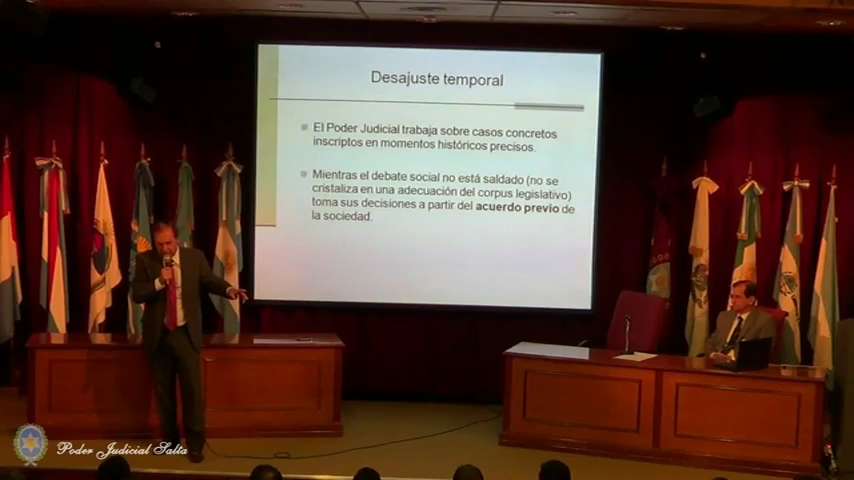 Desajuste temporal
El Poder Judicial trabaja sobre casos concretos
inscriptos en momentos históricos precisos.
Mientras el debate social no está saldado (no se
cristaliza en una adecuación del corpus legislativo)
toma sus decisiones a partir del acuerdo previo de
la sociedad.
Poder Judicial Salta